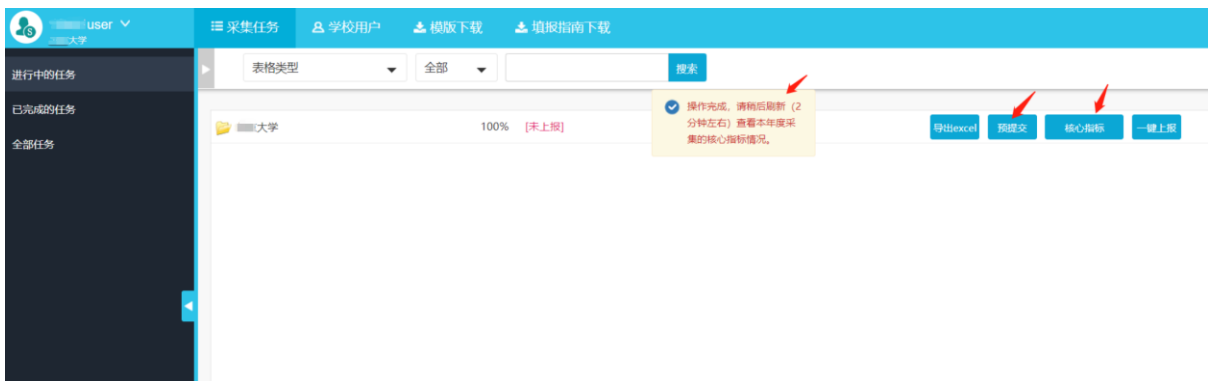 user
大学
采集任务
学校用户
模版下载
填报指南下载
进行中的任务
已完成的任务
全部任务
表格类型
全部
搜索
操作完成，请稍后刷新（2
分钟左右）查看本年度采
集的核心指标情况。
大学
100%
[未上报]
导出excel
预提交
核心指标
一键上报